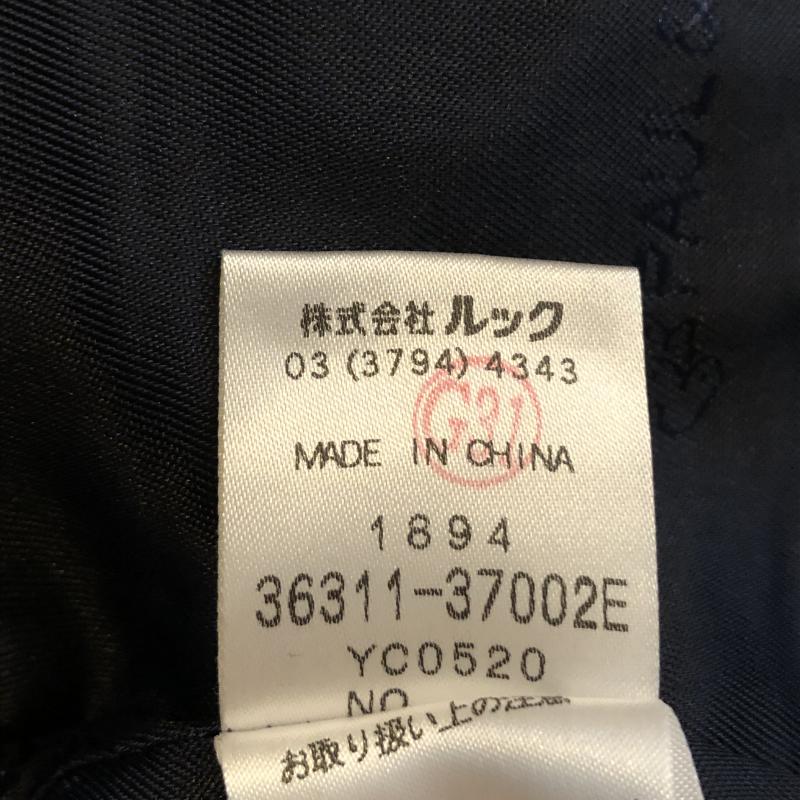 株式会社 ルック
03 (3794) 4343
G31
MADE IN CHINA
1894
36311-37002E
YC0520
NO
お取り扱い上の注意